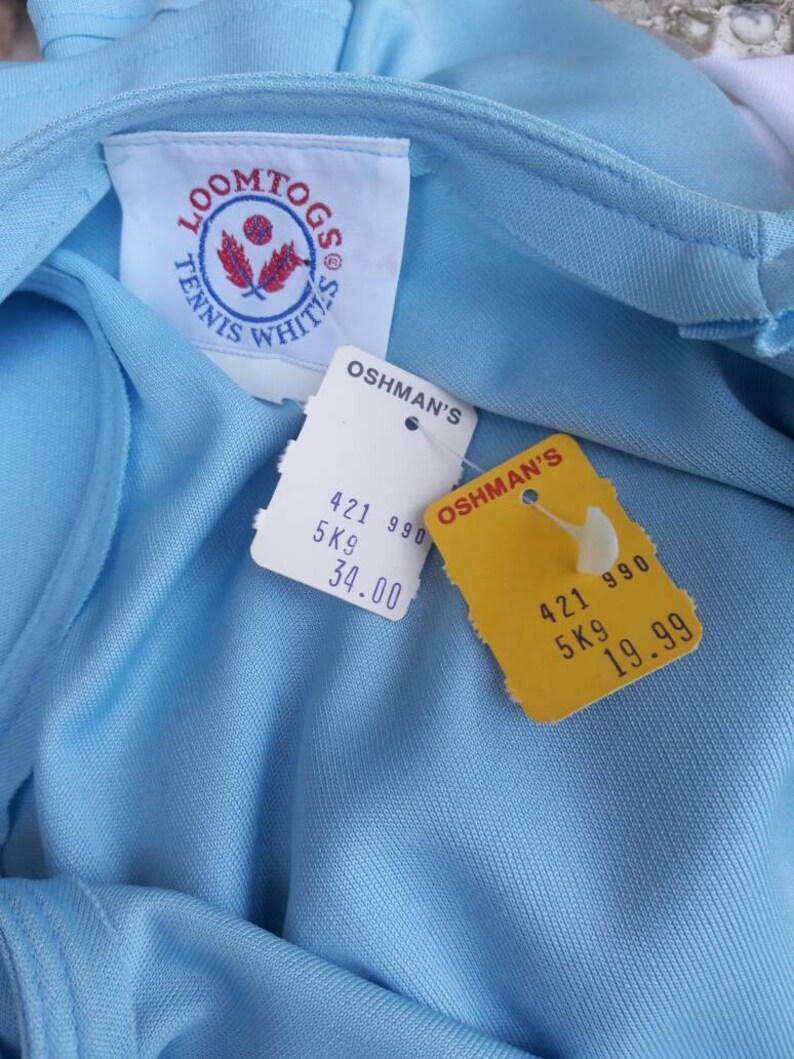 LOOMTOGS®
TENNIS WHITES
OSHMAN'S
421 990
5K9
34.00
OSHMAN'S
421 990
5K9
19.99